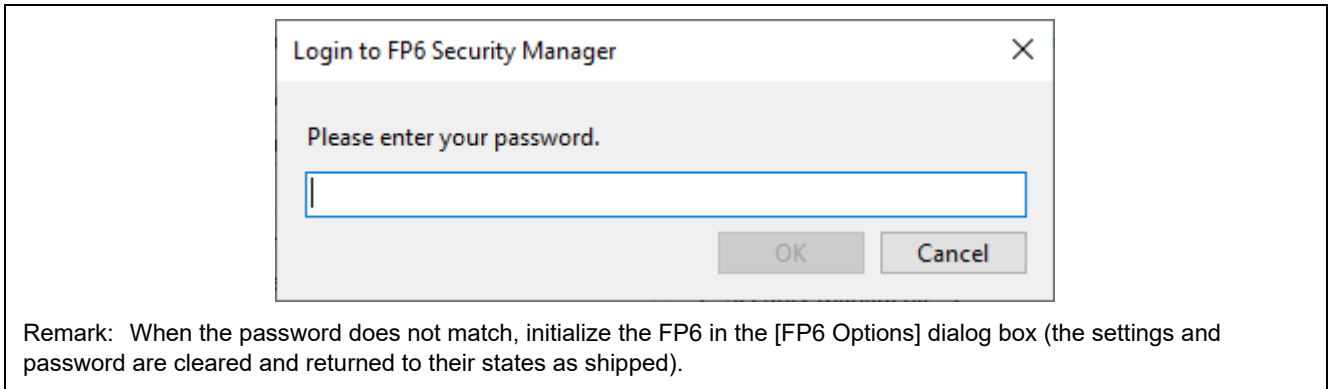 Login to FP6 Security Manager
Please enter your password.
OK
Cancel
Remark: When the password does not match, initialize the FP6 in the [FP6 Options] dialog box (the settings and
password are cleared and returned to their states as shipped).